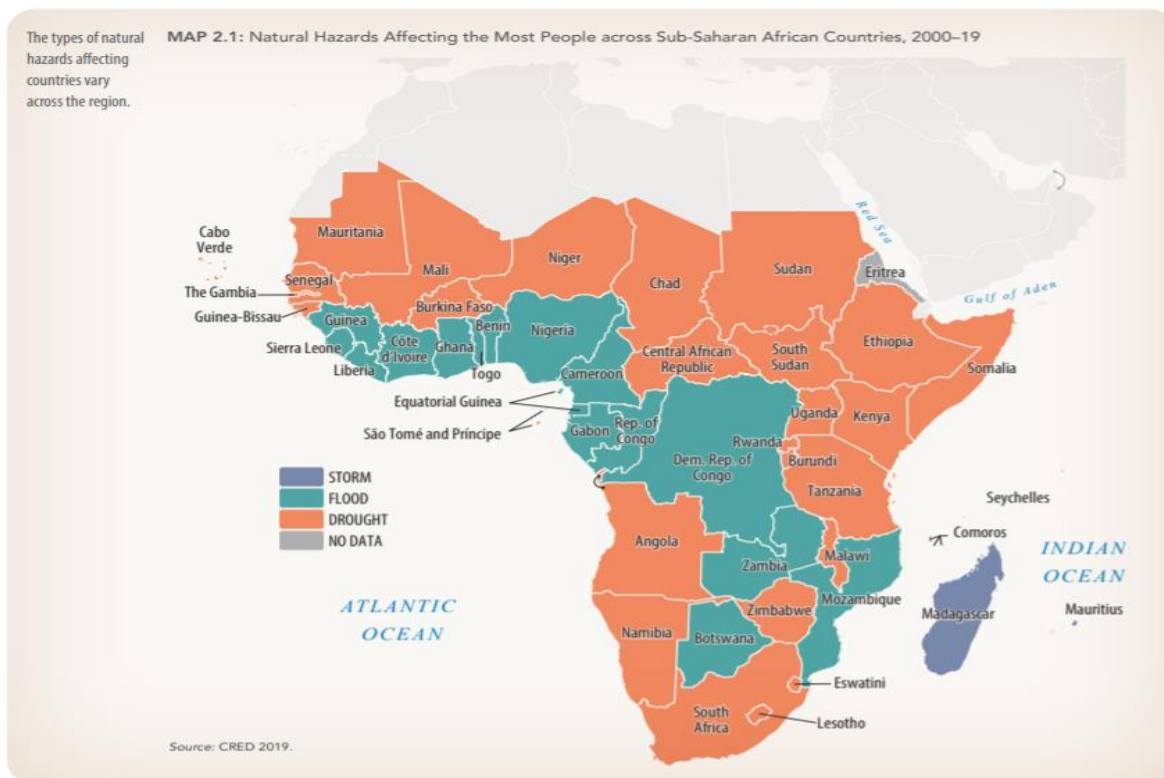 The types of natural
hazards affecting
countries vary
across the region.
MAP 2.1: Natural Hazards Affecting the Most People across Sub-Saharan African Countries, 2000–19
Red Sea
Gulf of Aden
Cabo
Verde
Mauritania
Mali
Niger
Chad
Sudan
Eritrea
Senegal
The Gambia
Guinea-Bissau
Burkina Faso
Guinea
Sierra Leone
Liberia
Côte
d'Ivoire
Ghana
Benin
Togo
Nigeria
Cameroon
Central African
Republic
South
Sudan
Ethiopia
Somalia
Equatorial Guinea
São Tomé and Príncipe
Gabon
Rep. of
Congo
Dem. Rep. of
Congo
Uganda
Kenya
Rwanda
Burundi
Tanzania
STORM
FLOOD
DROUGHT
NO DATA
Seychelles
Comoros
Angola
Zambia
Malawi
Mozambique
Madagascar
Mauritius
INDIAN
OCEAN
ATLANTIC
OCEAN
Namibia
Botswana
Zimbabwe
Eswatini
South
Africa
Lesotho
Source: CRED 2019.